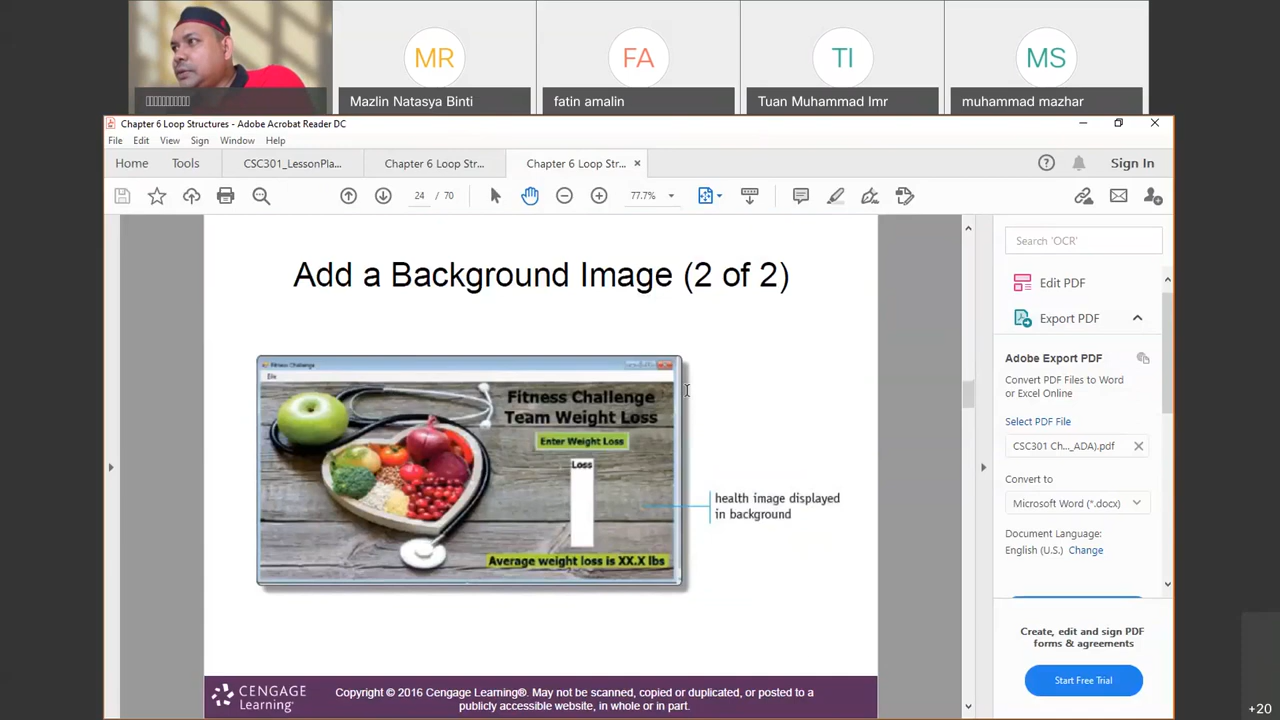 MR
FA
TI
MS
Mazlin Natasya Binti
fatin amalin
Tuan Muhammad Imr
muhammad mazhar
Chapter 6 Loop Structures - Adobe Acrobat Reader DC
File Edit View Sign Window Help
Home Tools CSC301_LessonPla... Chapter 6 Loop Str... Chapter 6 Loop Str... × Sign In
24 / 70 77.7%
Add a Background Image (2 of 2)
Fitness Challenge
File
Fitness Challenge
Team Weight Loss
Enter Weight Loss
Loss
Average weight loss is XX.X lbs
health image displayed
in background
CENGAGE
Learning®
Copyright © 2016 Cengage Learning®. May not be scanned, copied or duplicated, or posted to a
publicly accessible website, in whole or in part.
Search 'OCR'
Edit PDF
Export PDF
Adobe Export PDF
Convert PDF Files to Word
or Excel Online
Select PDF File
CSC301 Ch..._ADA).pdf
Convert to
Microsoft Word (*.docx)
Document Language:
English (U.S.) Change
Create, edit and sign PDF
forms & agreements
Start Free Trial
+20